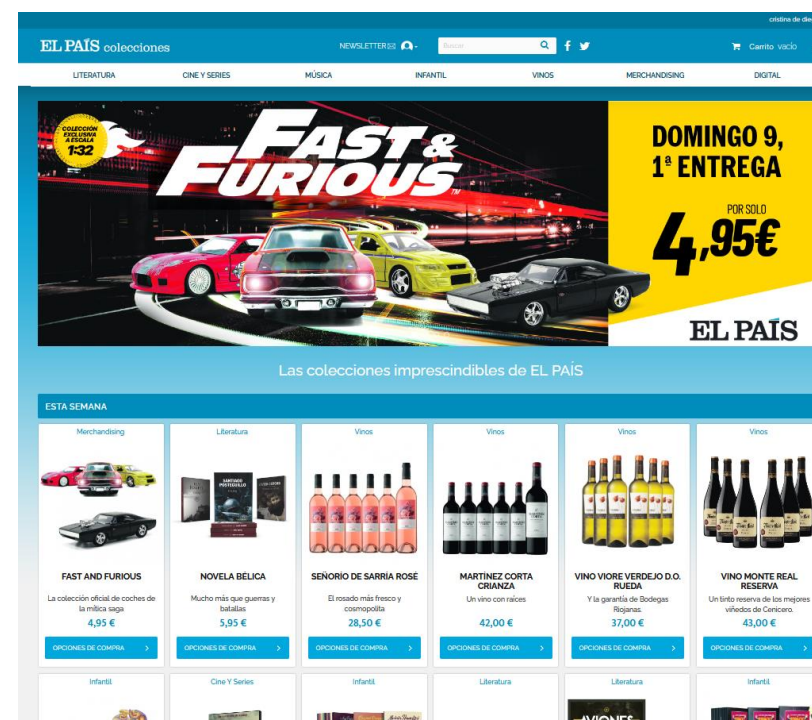 cristina de die
EL PAÍS colecciones
NEWSLETTER
Buscar
Carrito vacío
LITERATURA
CINE Y SERIES
MÚSICA
INFANTIL
VINOS
MERCHANDISING
DIGITAL
COLECCIÓN
EXCLUSIVA
A ESCALA
1:32
FAST &
FURIOUS
DOMINGO 9,
1ª ENTREGA
POR SOLO
4,95€
EL PAÍS
Las colecciones imprescindibles de EL PAÍS
ESTA SEMANA
Merchandising
FAST AND FURIOUS
La colección oficial de coches de
la mítica saga
4,95 €
OPCIONES DE COMPRA >
Literatura
SANTIAGO
POSTEGUILLO
NOVELA BÉLICA
Mucho más que guerras y
batallas
5,95 €
OPCIONES DE COMPRA >
Vinos
SEÑORÍO DE SARRÍA ROSÉ
El rosado más fresco y
cosmopolita
28,50 €
OPCIONES DE COMPRA >
Vinos
MARTÍNEZ CORTA
CRIANZA
Un vino con raíces
42,00 €
OPCIONES DE COMPRA >
Vinos
VINO VIORE VERDEJO D.O.
RUEDA
Y la garantía de Bodegas
Riojanas.
37,00 €
OPCIONES DE COMPRA >
Vinos
VINO MONTE REAL
RESERVA
Un tinto reserva de los mejores
viñedos de Cenicero.
43,00 €
OPCIONES DE COMPRA >
Infantil
Cine Y Series
Infantil
Literatura
Literatura
AVIONES
Infantil